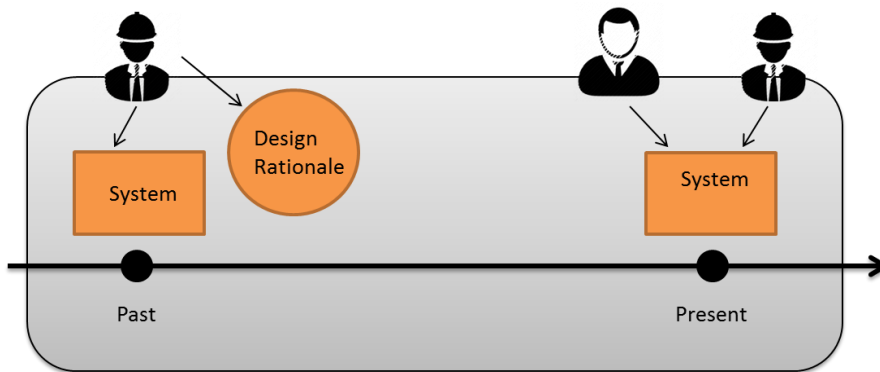 Design
Rationale
System
System
Past
Present